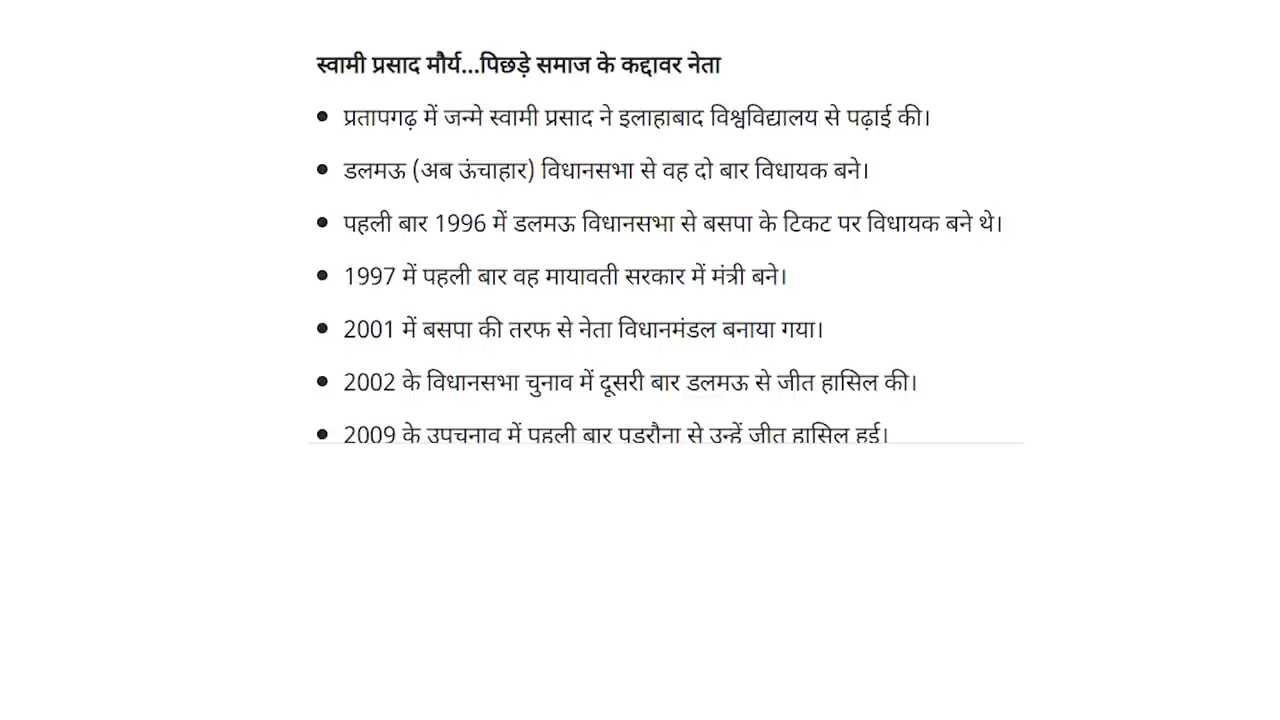 स्वामी प्रसाद मौर्य...पिछड़े समाज के कद्दावर नेता
• प्रतापगढ़ में जन्मे स्वामी प्रसाद ने इलाहाबाद विश्वविद्यालय से पढ़ाई की।
• डलमऊ (अब ऊंचाहार) विधानसभा से वह दो बार विधायक बने।
• पहली बार 1996 में डलमऊ विधानसभा से बसपा के टिकट पर विधायक बने थे।
• 1997 में पहली बार वह मायावती सरकार में मंत्री बने।
• 2001 में बसपा की तरफ से नेता विधानमंडल बनाया गया।
• 2002 के विधानसभा चुनाव में दूसरी बार डलमऊ से जीत हासिल की।
• 2009 के उपचुनाव में पहली बार पडरौना से उन्हें जीत हासिल हुई।